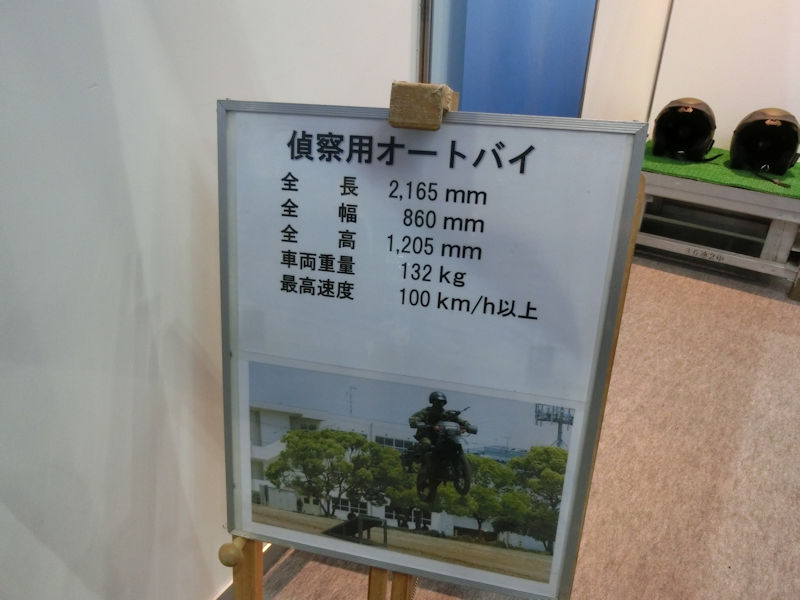 偵察用オートバイ
全長 2,165 mm
全幅 860 mm
全高 1,205 mm
車両重量 132 kg
最高速度 100 km/h以上